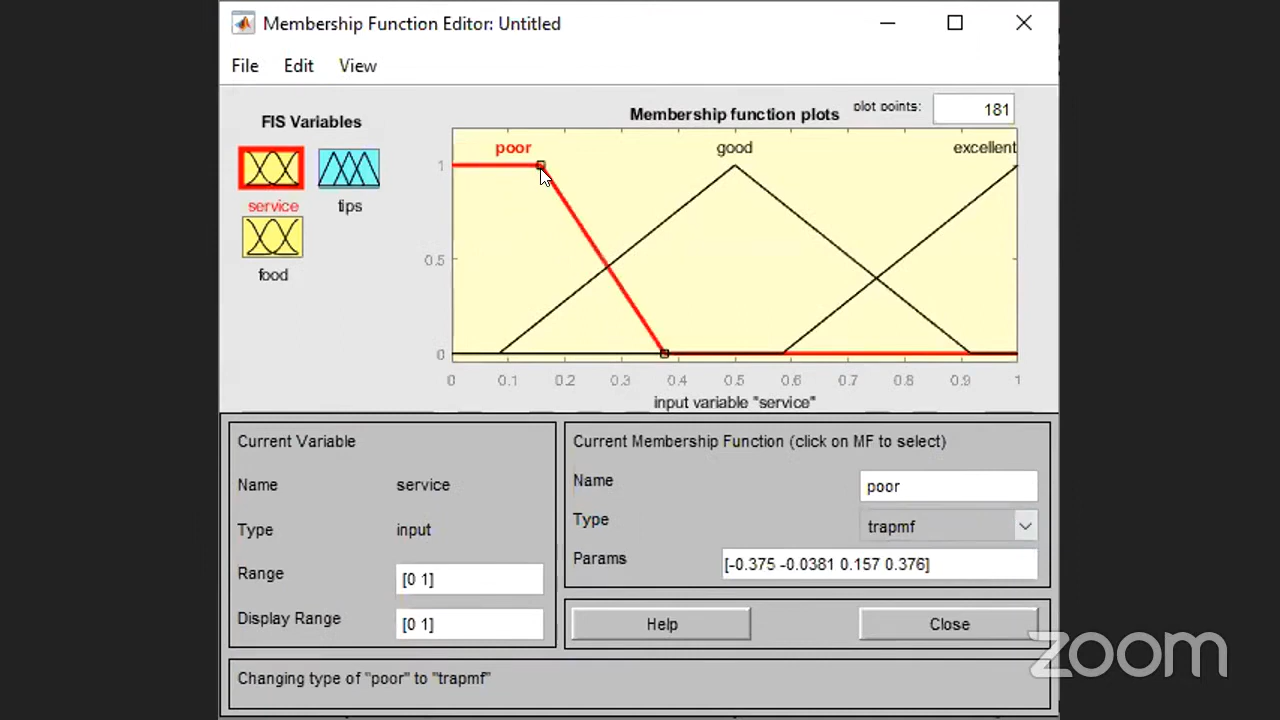 Membership Function Editor: Untitled
File Edit View
FIS Variables
Membership function plots
plot points: 181
service
tips
food
poor
good
excellent
1
0.5
0
0 0.1 0.2 0.3 0.4 0.5 0.6 0.7 0.8 0.9 1
input variable "service"
Current Variable
Name service
Type input
Range [0 1]
Display Range [0 1]
Current Membership Function (click on MF to select)
Name poor
Type trapmf
Params [-0.375 -0.0381 0.157 0.376]
Help Close
Changing type of "poor" to "trapmf"
zoom